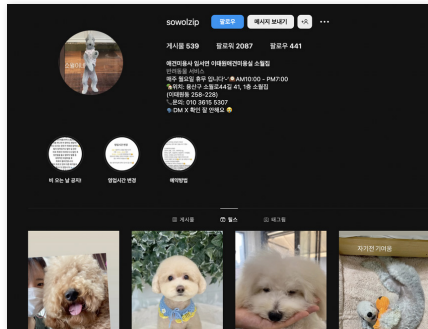 sowolzip
팔로우
메시지 보내기
게시물 539 팔로워 2087 팔로우 441
애견미용사 임서연 이태원애견미용실 소월집
반려동물 서비스
매주 월요일 휴무 입니다 AM10:00 - PM7:00
위치: 용산구 소월로44길 41, 1층 소월집
(이태원동 258-228)
문의: 010 3615 5307
DM X 확인 잘 안해요
비 오는 날 공지!
영업시간 변경
예약방법
게시물
릴스
태그됨
자기전 기여움